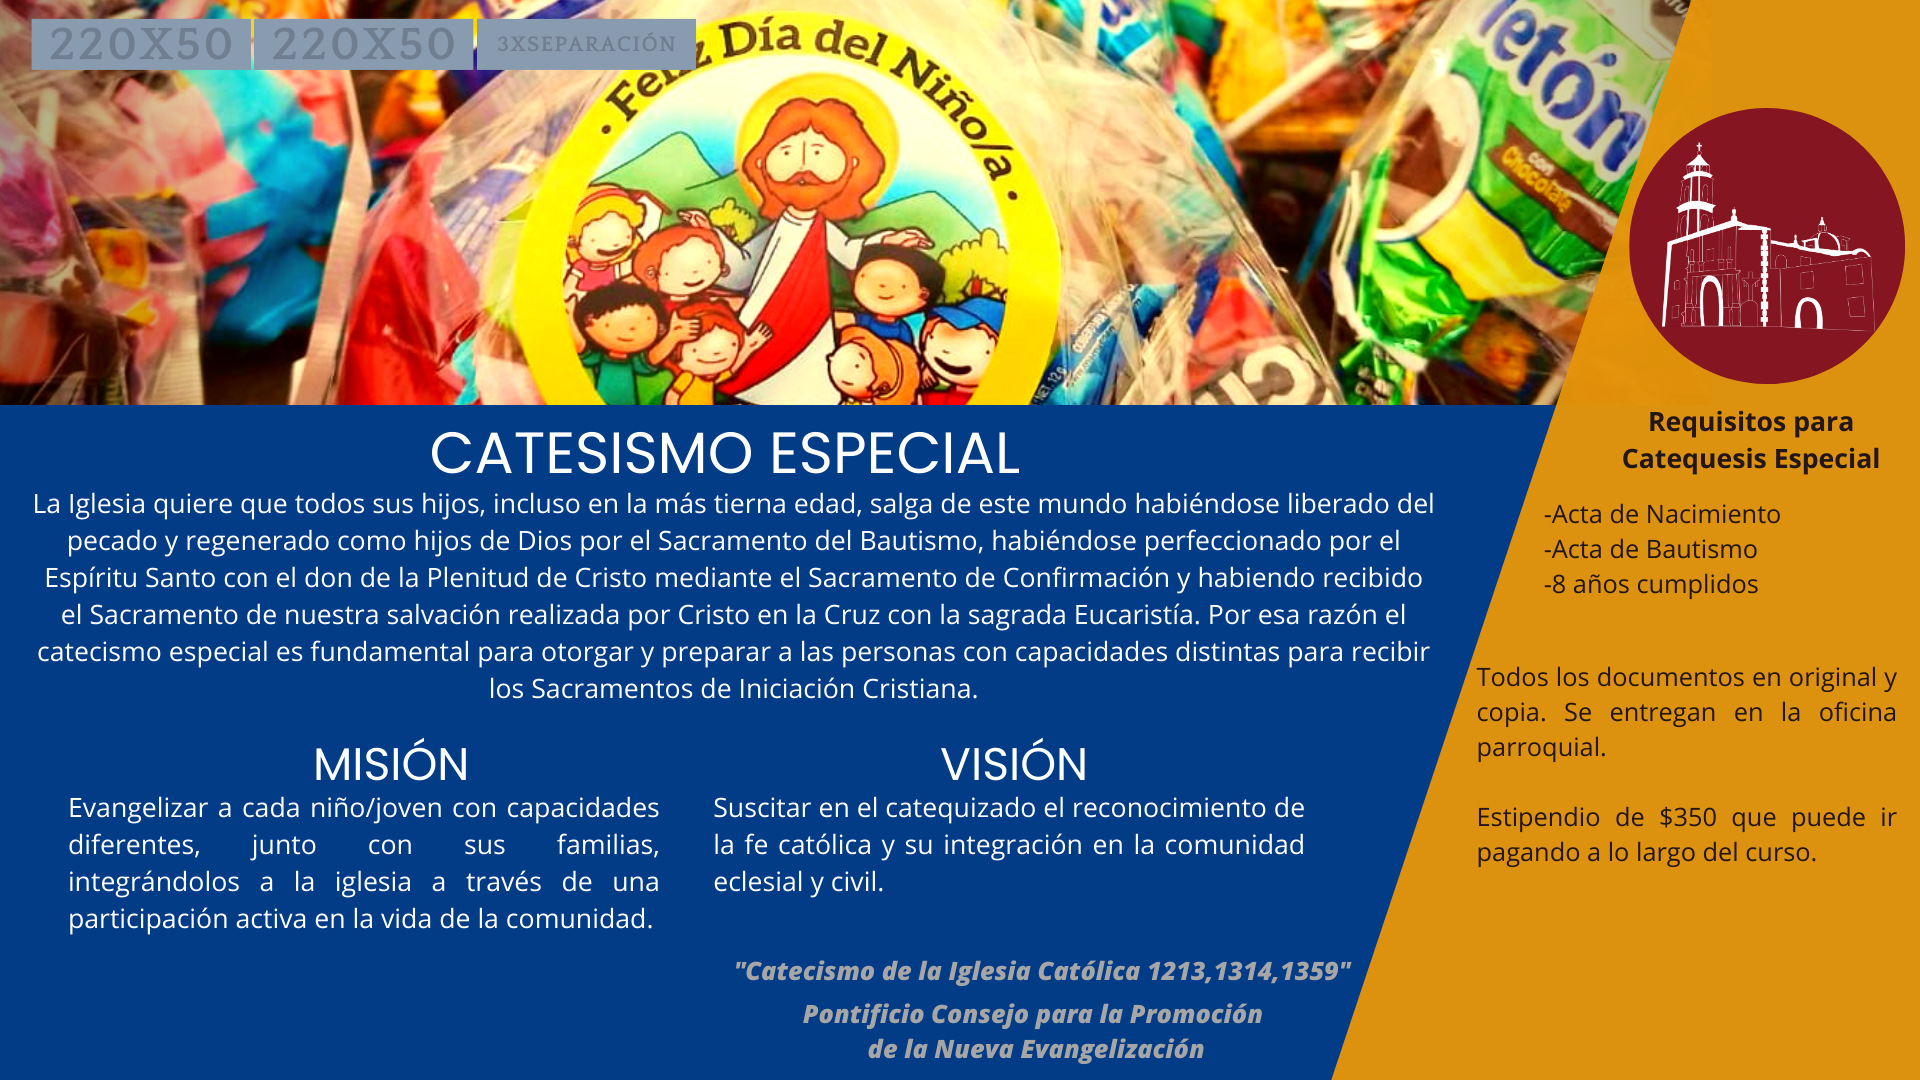 220X50 220X50 3XSEPARACIÓN
· Feliz Día del Niño/a ·
letón
con
Chocolate
CATESISMO ESPECIAL
La Iglesia quiere que todos sus hijos, incluso en la más tierna edad, salga de este mundo habiéndose liberado del
pecado y regenerado como hijos de Dios por el Sacramento del Bautismo, habiéndose perfeccionado por el
Espíritu Santo con el don de la Plenitud de Cristo mediante el Sacramento de Confirmación y habiendo recibido
el Sacramento de nuestra salvación realizada por Cristo en la Cruz con la sagrada Eucaristía. Por esa razón el
catecismo especial es fundamental para otorgar y preparar a las personas con capacidades distintas para recibir
los Sacramentos de Iniciación Cristiana.
MISIÓN
Evangelizar a cada niño/joven con capacidades
diferentes, junto con sus familias,
integrándolos a la iglesia a través de una
participación activa en la vida de la comunidad.
VISIÓN
Suscitar en el catequizado el reconocimiento de
la fe católica y su integración en la comunidad
eclesial y civil.
"Catecismo de la Iglesia Católica 1213,1314,1359"
Pontificio Consejo para la Promoción
de la Nueva Evangelización
Requisitos para
Catequesis Especial
-Acta de Nacimiento
-Acta de Bautismo
-8 años cumplidos
Todos los documentos en original y
copia. Se entregan en la oficina
parroquial.
Estipendio de $350 que puede ir
pagando a lo largo del curso.